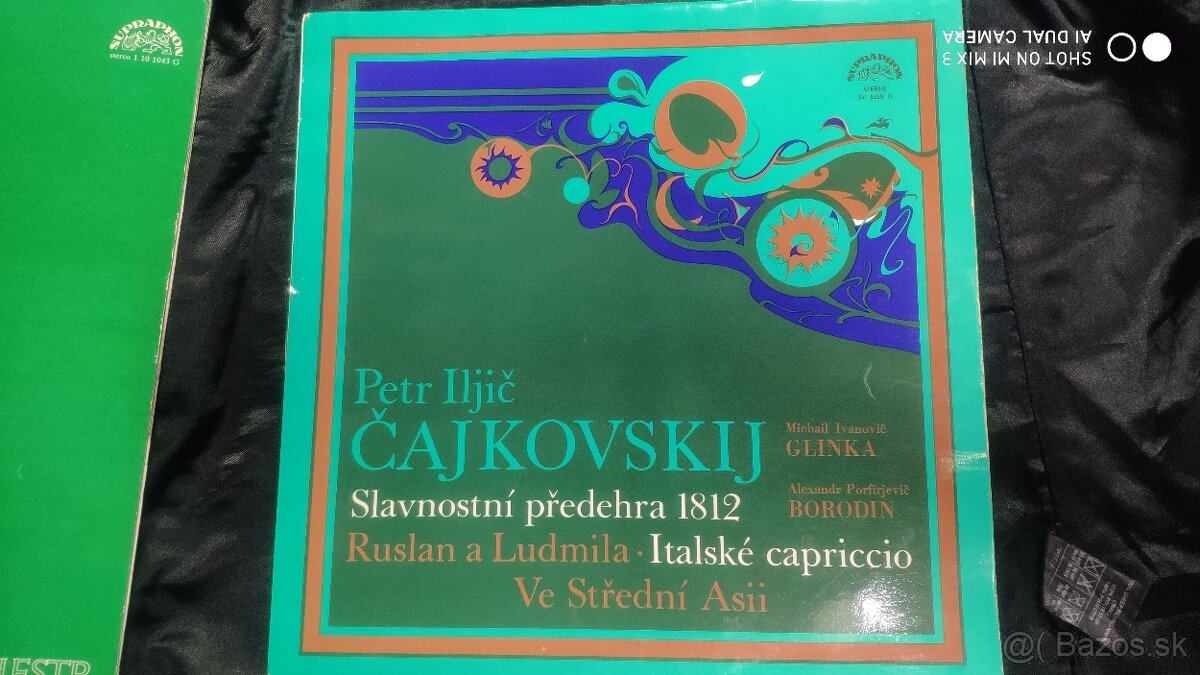 SUPRAPHON
stereo 1 10 1043 G
SHOT ON MI MIX 3
AI DUAL CAMERA
SUPRAPHON
STEREO
Petr Iljič
ČAJKOVSKIJ
Michail Ivanovič
GLINKA
Slavnostní předehra 1812
Alexandr Porfirjevič
BORODIN
Ruslan a Ludmila · Italské capriccio
Ve Střední Asii
@( Bazos.sk